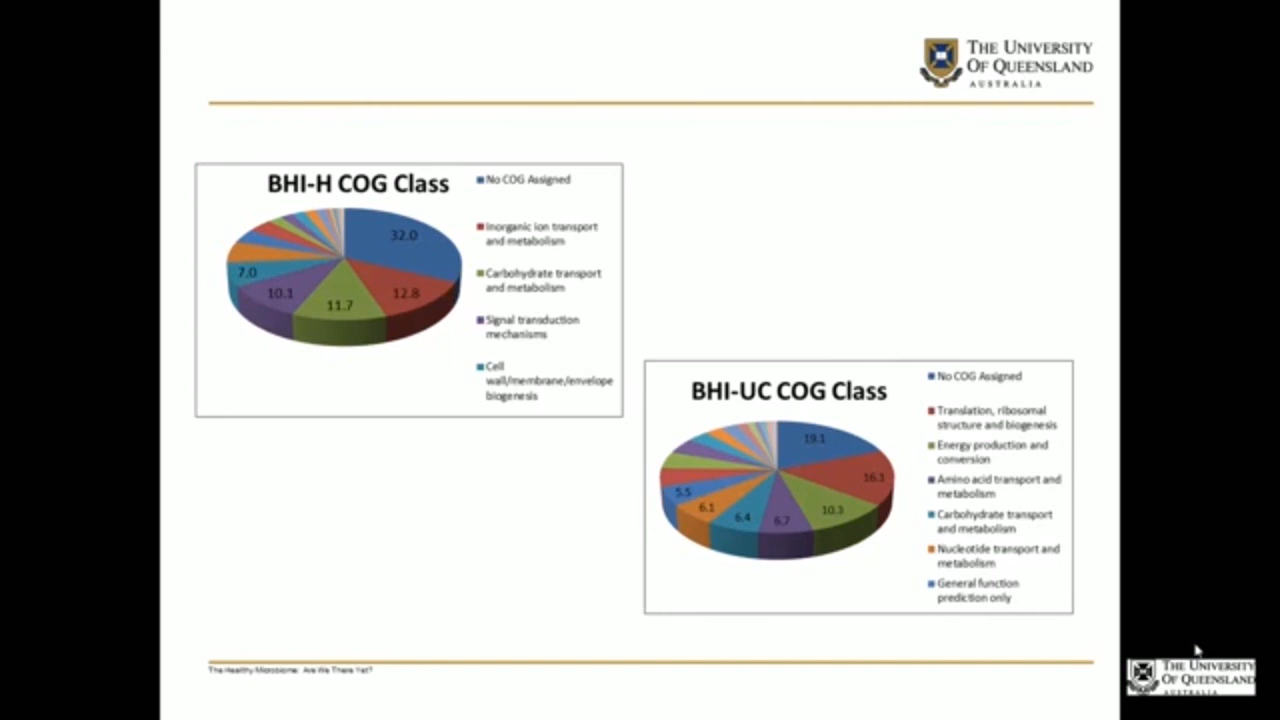 THE UNIVERSITY
OF QUEENSLAND
AUSTRALIA
BHI-H COG Class
32.0
12.8
11.7
10.1
7.0
No COG Assigned
Inorganic ion transport
and metabolism
Carbohydrate transport
and metabolism
Signal transduction
mechanisms
Cell
wall/membrane/envelope
biogenesis
BHI-UC COG Class
19.1
16.1
10.3
6.7
6.4
6.1
5.5
No COG Assigned
Translation, ribosomal
structure and biogenesis
Energy production and
conversion
Amino acid transport and
metabolism
Carbohydrate transport
and metabolism
Nucleotide transport and
metabolism
General function
prediction only
The Healthy Microbiome: Are We There Yet?
THE UNIVERSITY
OF QUEENSLAND
AUSTRALIA